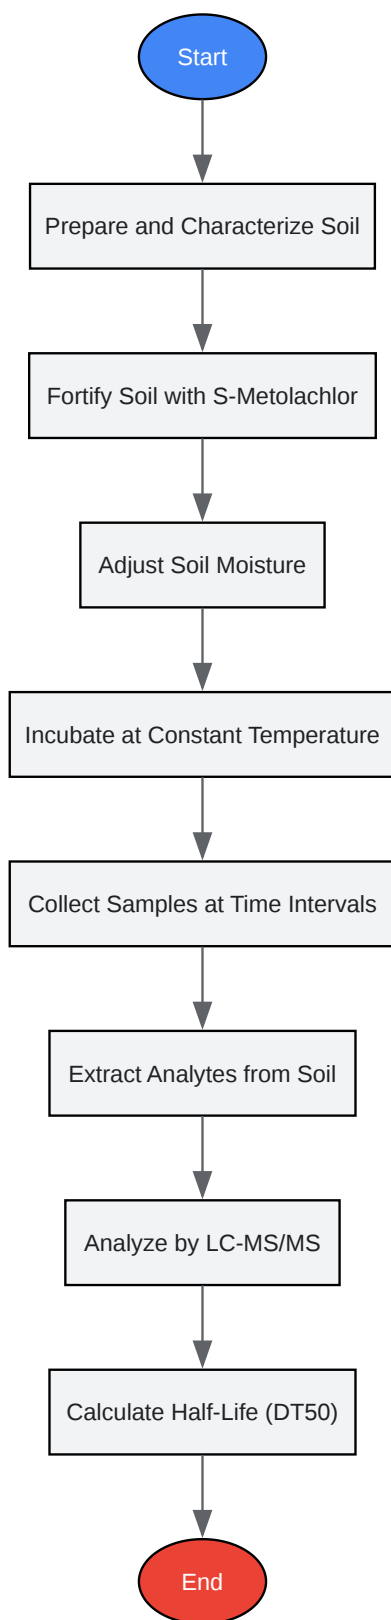 Start
Prepare and Characterize Soil
Fortify Soil with S-Metolachlor
Adjust Soil Moisture
Incubate at Constant Temperature
Collect Samples at Time Intervals
Extract Analytes from Soil
Analyze by LC-MS/MS
Calculate Half-Life (DT50)
End